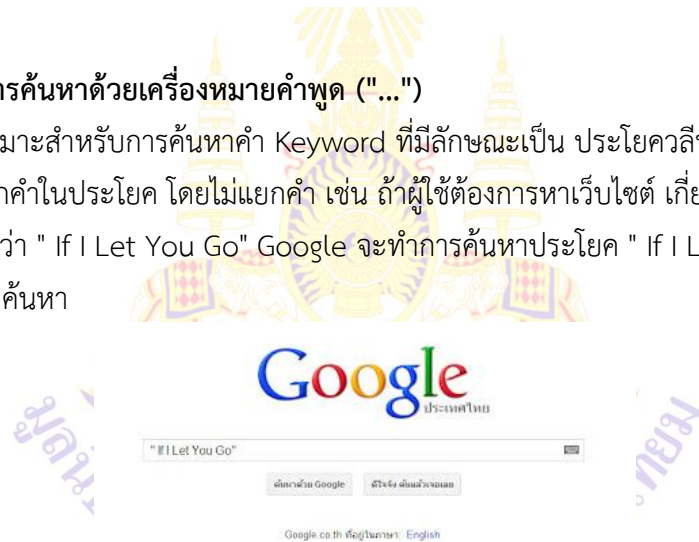 การค้นหาด้วยเครื่องหมายคำพูด ("...")
มาะสำหรับการค้นหาคำ Keyword ที่มีลักษณะเป็น ประโยควลี
กคำในประโยค โดยไม่แยกคำ เช่น ถ้าผู้ใช้ต้องการหาเว็บไซต์ เกี่ย
ว่า " If I Let You Go" Google จะทำการค้นหาประโยค " If I L
ค้นหา
Google
ประเทศไทย
" If I Let You Go"
ค้นหาด้วย Google ดีใจจัง ค้นแล้วเจอเลย
Google.co.th ที่อยู่ในภาษา: English